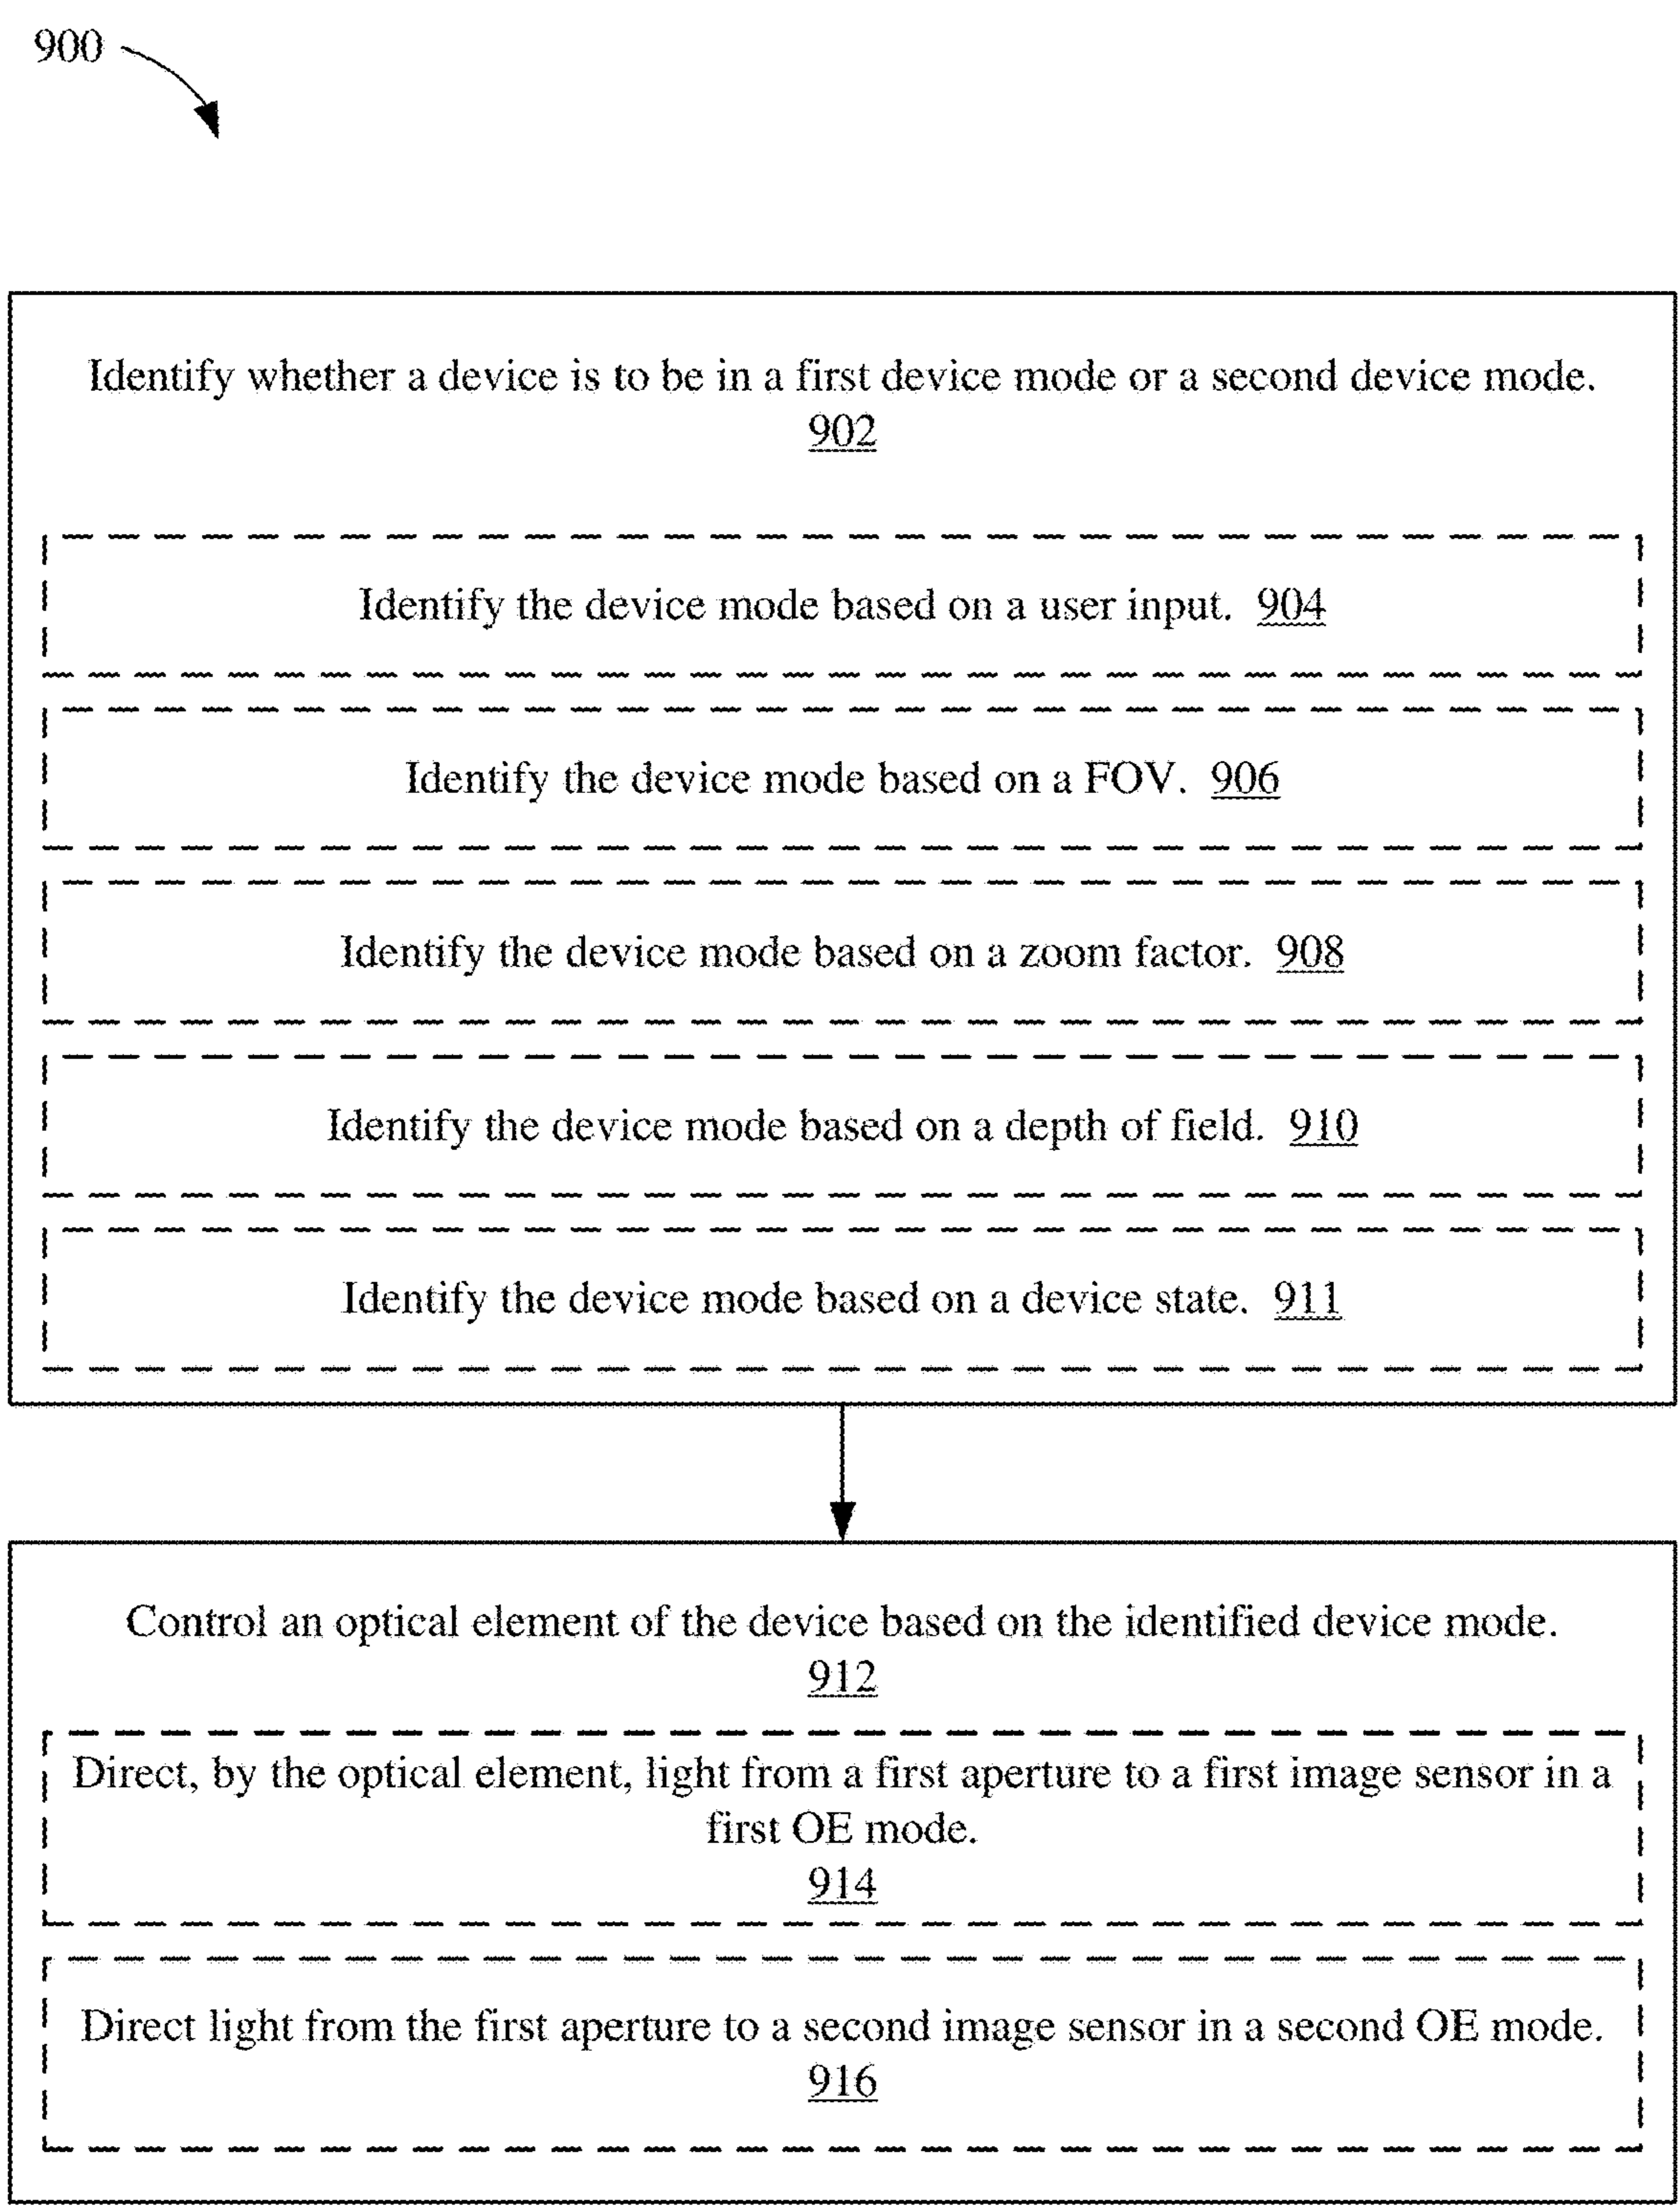 900
Identify whether a device is to be in a first device mode or a second device mode.
902
Identify the device mode based on a user input. 904
Identify the device mode based on a FOV. 906
Identify the device mode based on a zoom factor. 908
Identify the device mode based on a depth of field. 910
Identify the device mode based on a device state. 911
Control an optical element of the device based on the identified device mode.
912
Direct, by the optical element, light from a first aperture to a first image sensor in a
first OE mode.
914
Direct light from the first aperture to a second image sensor in a second OE mode.
916